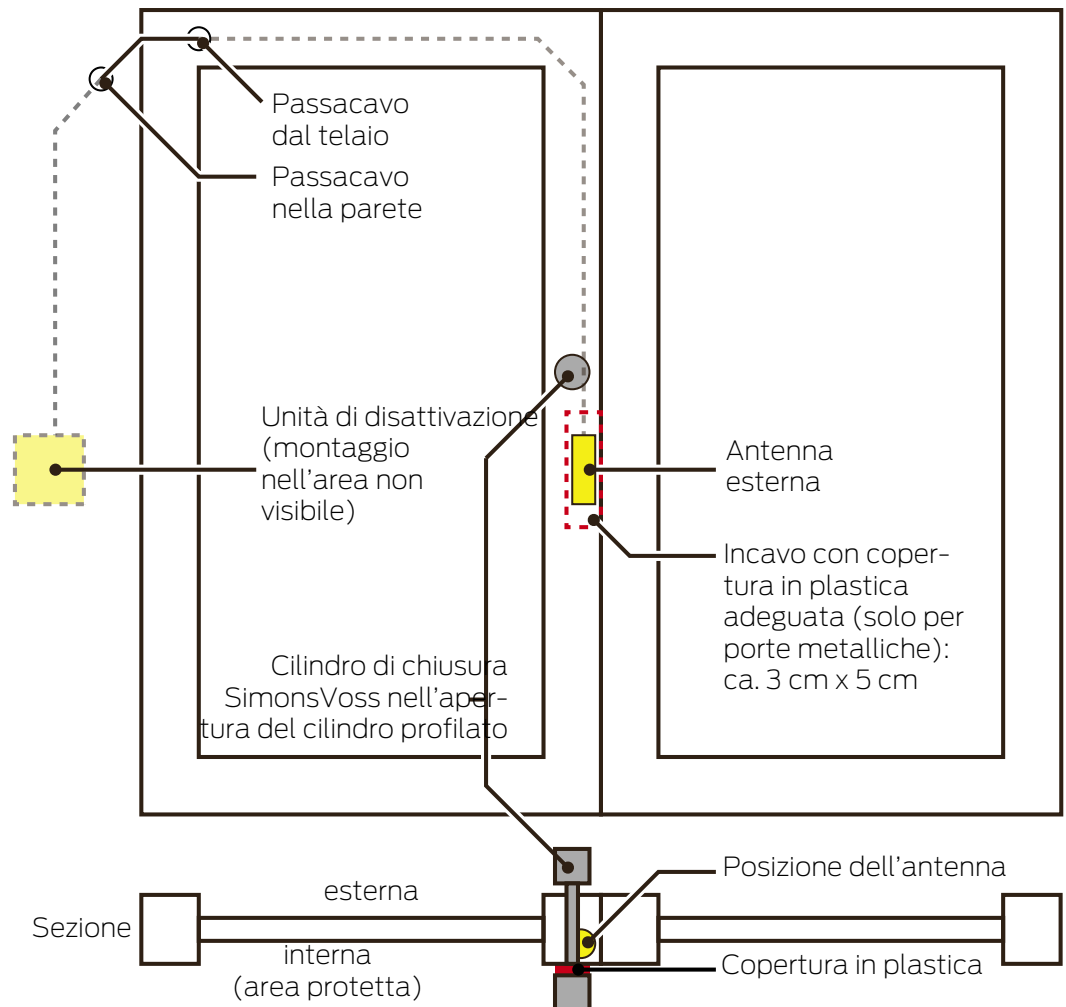 Passacavo
dal telaio
Passacavo
nella parete
Unità di disattivazione
(montaggio
nell'area non
visibile)
Antenna
esterna
Incavo con coper-
tura in plastica
adeguata (solo per
porte metalliche):
ca. 3 cm x 5 cm
Cilindro di chiusura
SimonsVoss nell'aper-
tura del cilindro profilato
Posizione dell'antenna
esterna
Sezione
interna
(area protetta)
Copertura in plastica